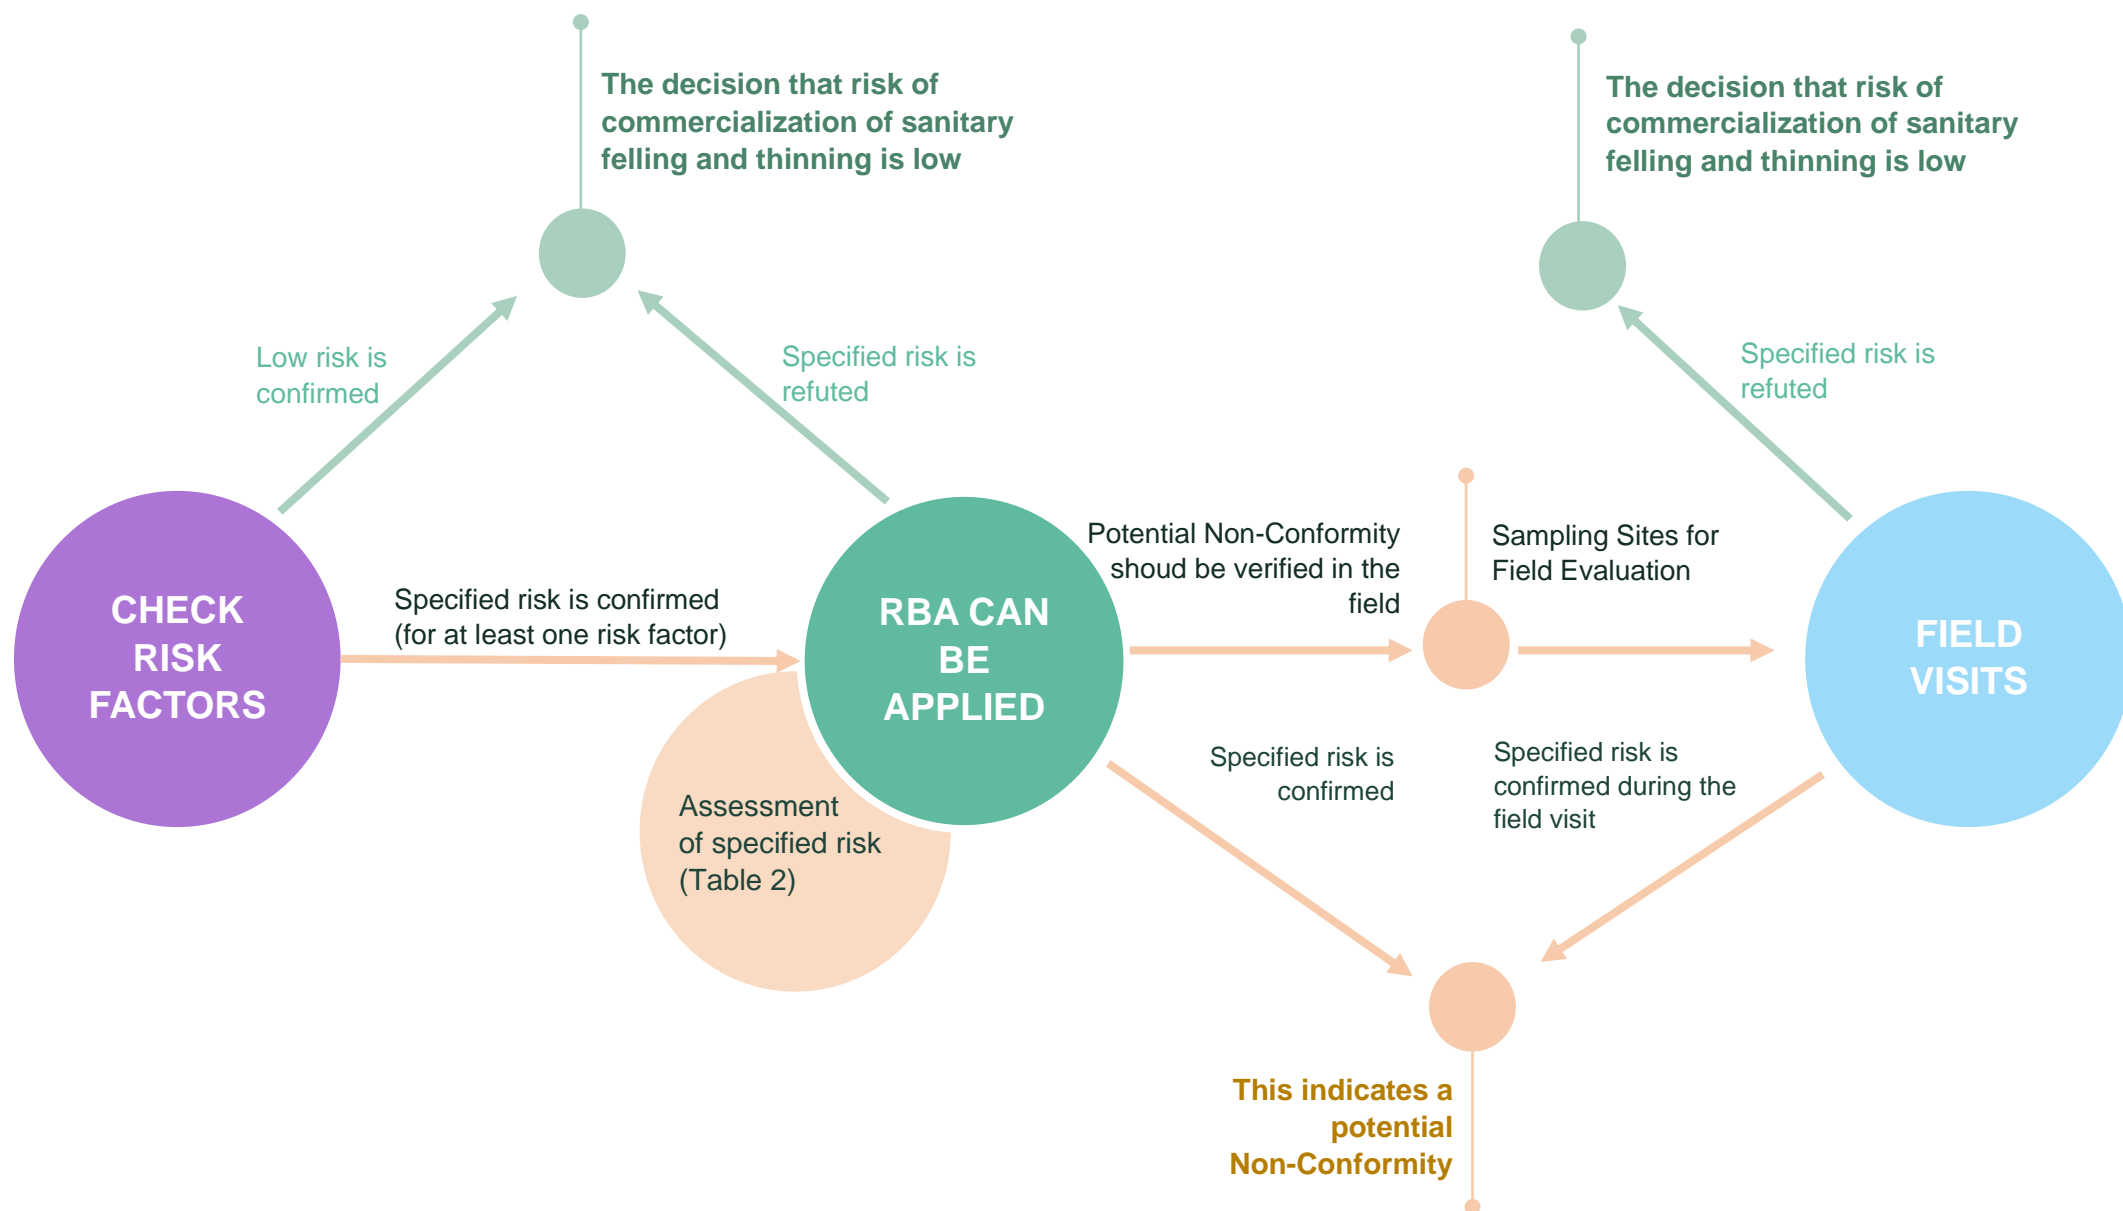 The decision that risk of
commercialization of sanitary
felling and thinning is low
The decision that risk of
commercialization of sanitary
felling and thinning is low
Low risk is
confirmed
Specified risk is
refuted
Specified risk is
refuted
CHECK
RISK
FACTORS
Specified risk is confirmed
(for at least one risk factor)
RBA CAN
BE
APPLIED
Assessment
of specified risk
(Table 2)
Potential Non-Conformity
shoud be verified in the
field
Sampling Sites for
Field Evaluation
FIELD
VISITS
Specified risk is
confirmed
Specified risk is
confirmed during the
field visit
This indicates a
potential
Non-Conformity